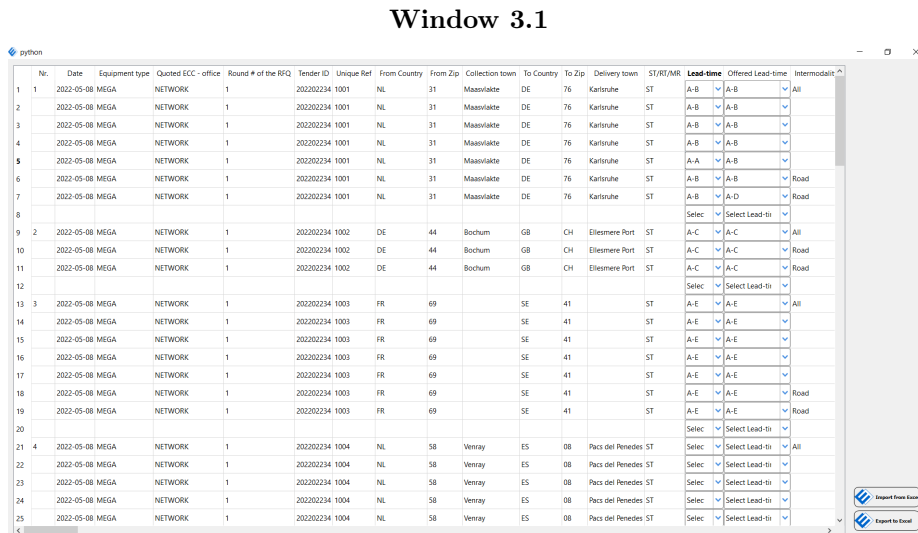 Window 3.1
python
Nr. Date Equipment type Quoted ECC - office Round # of the RFQ Tender ID Unique Ref From Country From Zip Collection town To Country To Zip Delivery town ST/RT/MR Lead-time Offered Lead-time Intermodalit
1 1 2022-05-08 MEGA NETWORK 1 202202234 1001 NL 31 Maasvlakte DE 76 Karlsruhe ST A-B A-B All
2 2022-05-08 MEGA NETWORK 1 202202234 1001 NL 31 Maasvlakte DE 76 Karlsruhe ST A-B A-B
3 2022-05-08 MEGA NETWORK 1 202202234 1001 NL 31 Maasvlakte DE 76 Karlsruhe ST A-B A-B
4 2022-05-08 MEGA NETWORK 1 202202234 1001 NL 31 Maasvlakte DE 76 Karlsruhe ST A-B A-B
5 2022-05-08 MEGA NETWORK 1 202202234 1001 NL 31 Maasvlakte DE 76 Karlsruhe ST A-A A-B
6 2022-05-08 MEGA NETWORK 1 202202234 1001 NL 31 Maasvlakte DE 76 Karlsruhe ST A-B A-B Road
7 2022-05-08 MEGA NETWORK 1 202202234 1001 NL 31 Maasvlakte DE 76 Karlsruhe ST A-B A-D Road
8 Selec Select Lead-tir
9 2 2022-05-08 MEGA NETWORK 1 202202234 1002 DE 44 Bochum GB CH Ellesmere Port ST A-C A-C All
10 2022-05-08 MEGA NETWORK 1 202202234 1002 DE 44 Bochum GB CH Ellesmere Port ST A-C A-C Road
11 2022-05-08 MEGA NETWORK 1 202202234 1002 DE 44 Bochum GB CH Ellesmere Port ST A-C A-C Road
12 Selec Select Lead-tir
13 3 2022-05-08 MEGA NETWORK 1 202202234 1003 FR 69 SE 41 ST A-E A-E All
14 2022-05-08 MEGA NETWORK 1 202202234 1003 FR 69 SE 41 ST A-E A-E
15 2022-05-08 MEGA NETWORK 1 202202234 1003 FR 69 SE 41 ST A-E A-E
16 2022-05-08 MEGA NETWORK 1 202202234 1003 FR 69 SE 41 ST A-E A-E
17 2022-05-08 MEGA NETWORK 1 202202234 1003 FR 69 SE 41 ST A-E A-E
18 2022-05-08 MEGA NETWORK 1 202202234 1003 FR 69 SE 41 ST A-E A-E Road
19 2022-05-08 MEGA NETWORK 1 202202234 1003 FR 69 SE 41 ST A-E A-E Road
20 Selec Select Lead-tir
21 4 2022-05-08 MEGA NETWORK 1 202202234 1004 NL 58 Venray ES 08 Pacs del Penedes ST Selec Select Lead-tir All
22 2022-05-08 MEGA NETWORK 1 202202234 1004 NL 58 Venray ES 08 Pacs del Penedes ST Selec Select Lead-tir
23 2022-05-08 MEGA NETWORK 1 202202234 1004 NL 58 Venray ES 08 Pacs del Penedes ST Selec Select Lead-tir
24 2022-05-08 MEGA NETWORK 1 202202234 1004 NL 58 Venray ES 08 Pacs del Penedes ST Selec Select Lead-tir
25 2022-05-08 MEGA NETWORK 1 202202234 1004 NL 58 Venray ES 08 Pacs del Penedes ST Selec Select Lead-tir
Import from Exce
Export to Excel